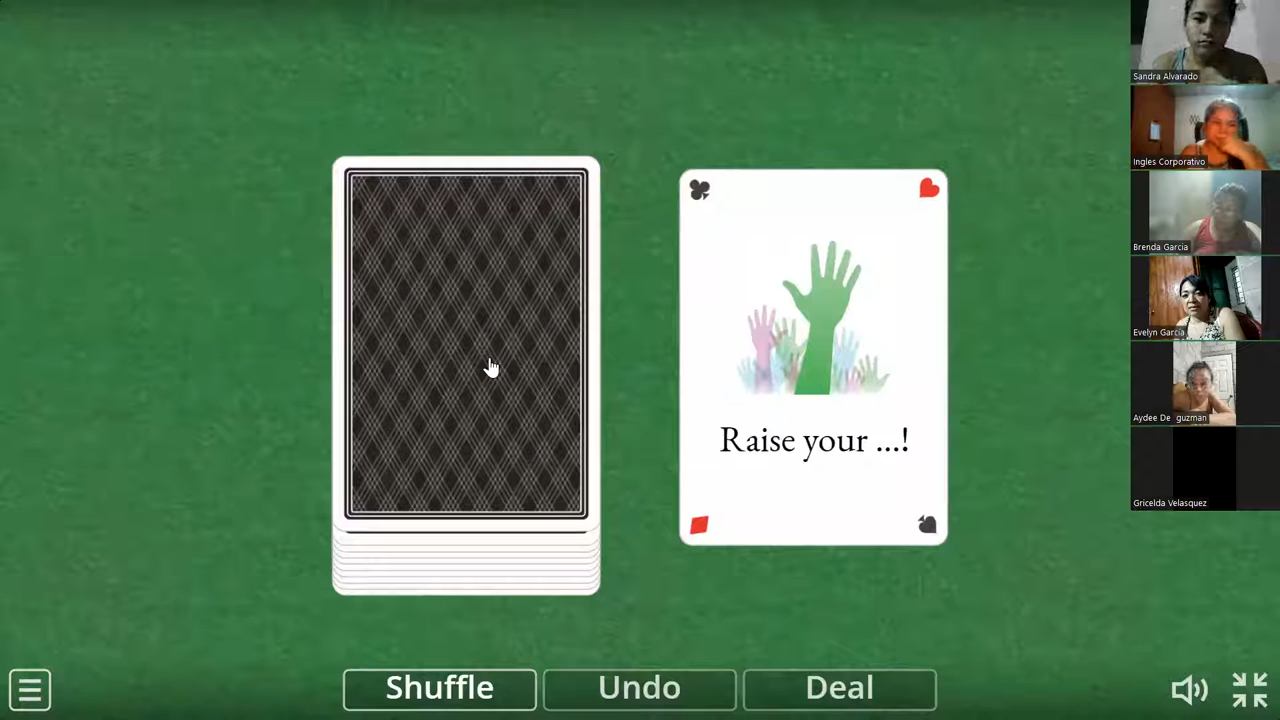 Sandra Alvarado
Ingles Corporativo
Brenda Garcia
Evelyn Garcia
Aydee De guzman
Gricelda Velasquez
Raise your ...!
Shuffle
Undo
Deal